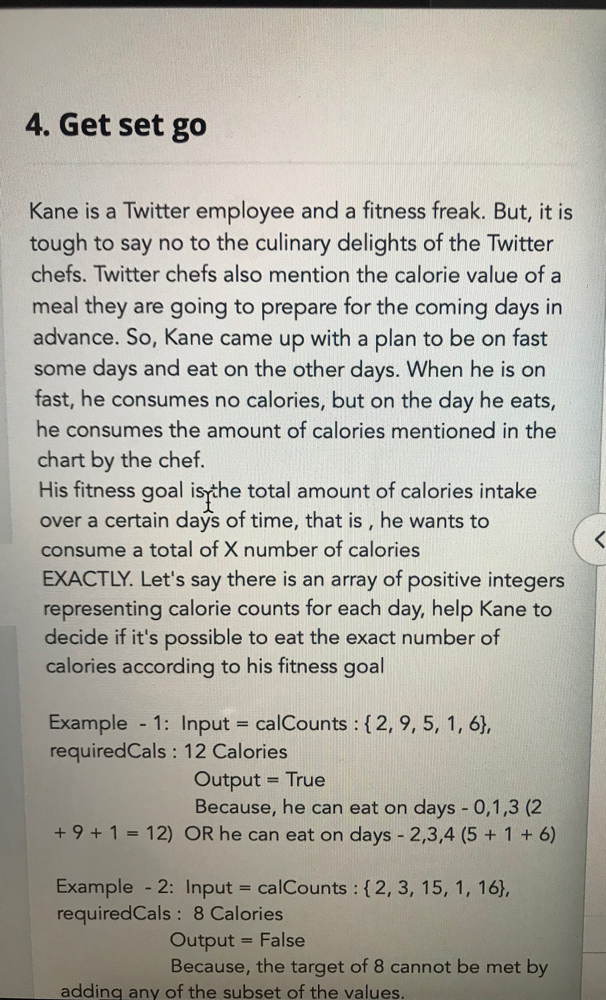 4. Get set go
Kane is a Twitter employee and a fitness freak. But, it is
tough to say no to the culinary delights of the Twitter
chefs. Twitter chefs also mention the calorie value of a
meal they are going to prepare for the coming days in
advance. So, Kane came up with a plan to be on fast
some days and eat on the other days. When he is on
fast, he consumes no calories, but on the day he eats,
he consumes the amount of calories mentioned in the
chart by the chef.
His fitness goal is the total amount of calories intake
over a certain days of time, that is , he wants to
consume a total of X number of calories
EXACTLY. Let's say there is an array of positive integers
representing calorie counts for each day, help Kane to
decide if it's possible to eat the exact number of
calories according to his fitness goal
Example - 1: Input = calCounts : { 2, 9, 5, 1, 6},
requiredCals : 12 Calories
Output = True
Because, he can eat on days - 0,1,3 (2
+ 9 + 1 = 12) OR he can eat on days - 2,3,4 (5 + 1 + 6)
Example - 2: Input = calCounts : { 2, 3, 15, 1, 16},
requiredCals : 8 Calories
Output = False
Because, the target of 8 cannot be met by
adding any of the subset of the values.